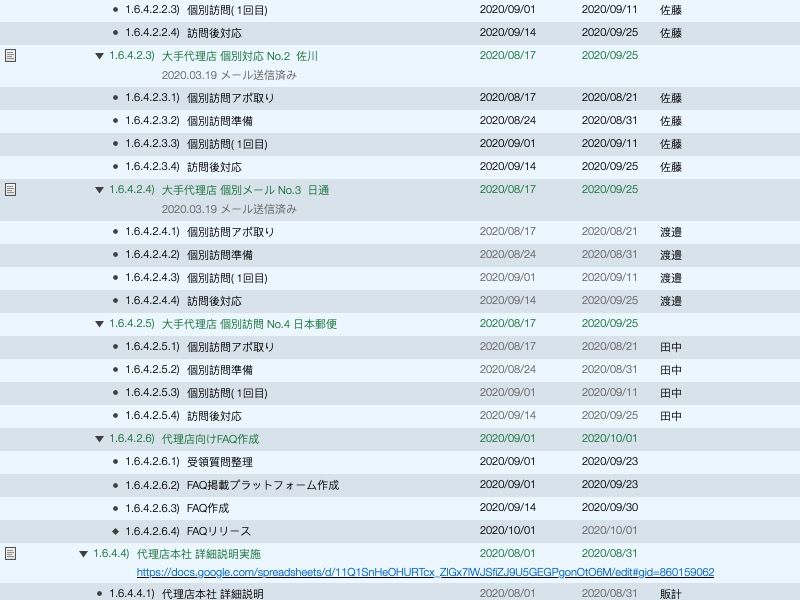 1.6.4.2.2.3) 個別訪問( 1回目) 2020/09/01 2020/09/11 佐藤
1.6.4.2.2.4) 訪問後対応 2020/09/14 2020/09/25 佐藤
1.6.4.2.3) 大手代理店 個別対応 No.2 佐川 2020/08/17 2020/09/25
2020.03.19 メール送信済み
1.6.4.2.3.1) 個別訪問アポ取り 2020/08/17 2020/08/21 佐藤
1.6.4.2.3.2) 個別訪問準備 2020/08/24 2020/08/31 佐藤
1.6.4.2.3.3) 個別訪問( 1回目) 2020/09/01 2020/09/11 佐藤
1.6.4.2.3.4) 訪問後対応 2020/09/14 2020/09/25 佐藤
1.6.4.2.4) 大手代理店 個別メール No.3 日通 2020/08/17 2020/09/25
2020.03.19 メール送信済み
1.6.4.2.4.1) 個別訪問アポ取り 2020/08/17 2020/08/21 渡邉
1.6.4.2.4.2) 個別訪問準備 2020/08/24 2020/08/31 渡邉
1.6.4.2.4.3) 個別訪問( 1回目) 2020/09/01 2020/09/11 渡邉
1.6.4.2.4.4) 訪問後対応 2020/09/14 2020/09/25 渡邉
1.6.4.2.5) 大手代理店 個別訪問 No.4 日本郵便 2020/08/17 2020/09/25
1.6.4.2.5.1) 個別訪問アポ取り 2020/08/17 2020/08/21 田中
1.6.4.2.5.2) 個別訪問準備 2020/08/24 2020/08/31 田中
1.6.4.2.5.3) 個別訪問( 1回目) 2020/09/01 2020/09/11 田中
1.6.4.2.5.4) 訪問後対応 2020/09/14 2020/09/25 田中
1.6.4.2.6) 代理店向けFAQ作成 2020/09/01 2020/10/01
1.6.4.2.6.1) 受領質問整理 2020/09/01 2020/09/23
1.6.4.2.6.2) FAQ掲載プラットフォーム作成 2020/09/01 2020/09/23
1.6.4.2.6.3) FAQ作成 2020/09/14 2020/09/30
1.6.4.2.6.4) FAQリリース 2020/10/01 2020/10/01
1.6.4.4) 代理店本社 詳細説明実施 2020/08/01 2020/08/31
https://docs.google.com/spreadsheets/d/11Q1SnHeOHURTcx_ZlGx7lWJSfiZJ9U5GEGPgonOtO6M/edit#gid=860159062
1.6.4.4.1) 代理店本社 詳細説明 2020/08/01 2020/08/31 販計